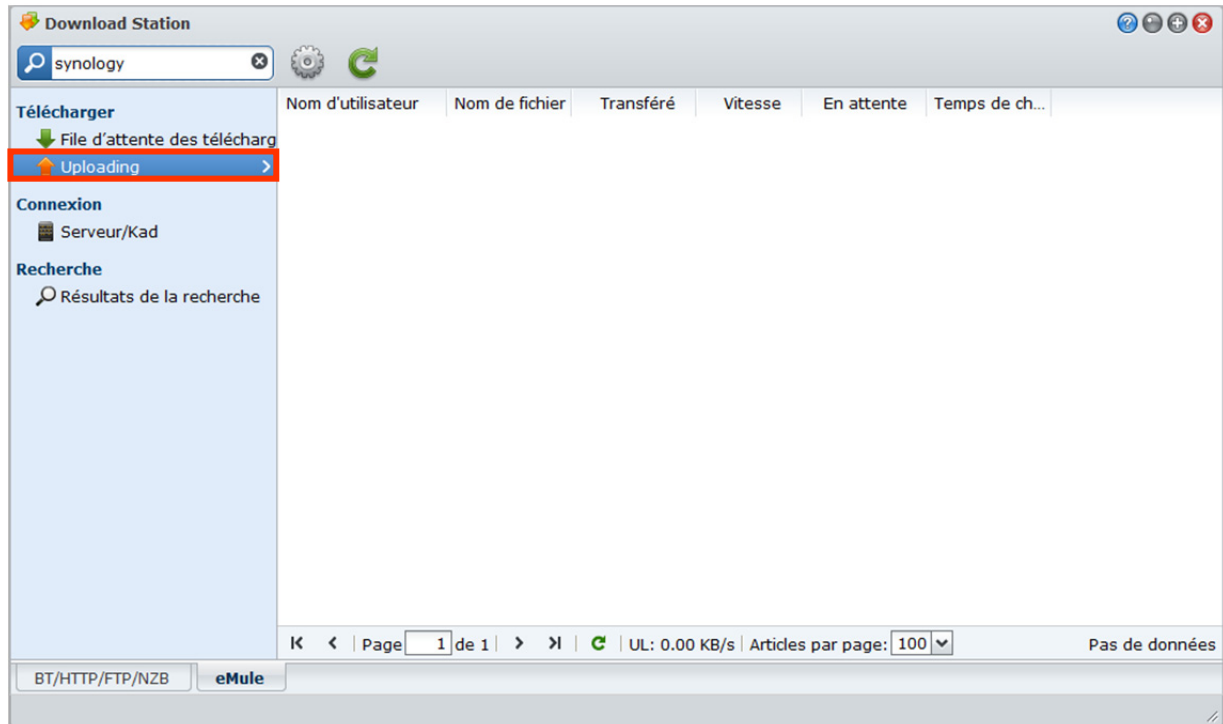 Download Station
synology
Télécharger
File d'attente des télécharg
Uploading
Connexion
Serveur/Kad
Recherche
Résultats de la recherche
Nom d'utilisateur Nom de fichier Transféré Vitesse En attente Temps de ch...
Page 1 de 1 UL: 0.00 KB/s Articles par page: 100 Pas de données
BT/HTTP/FTP/NZB eMule